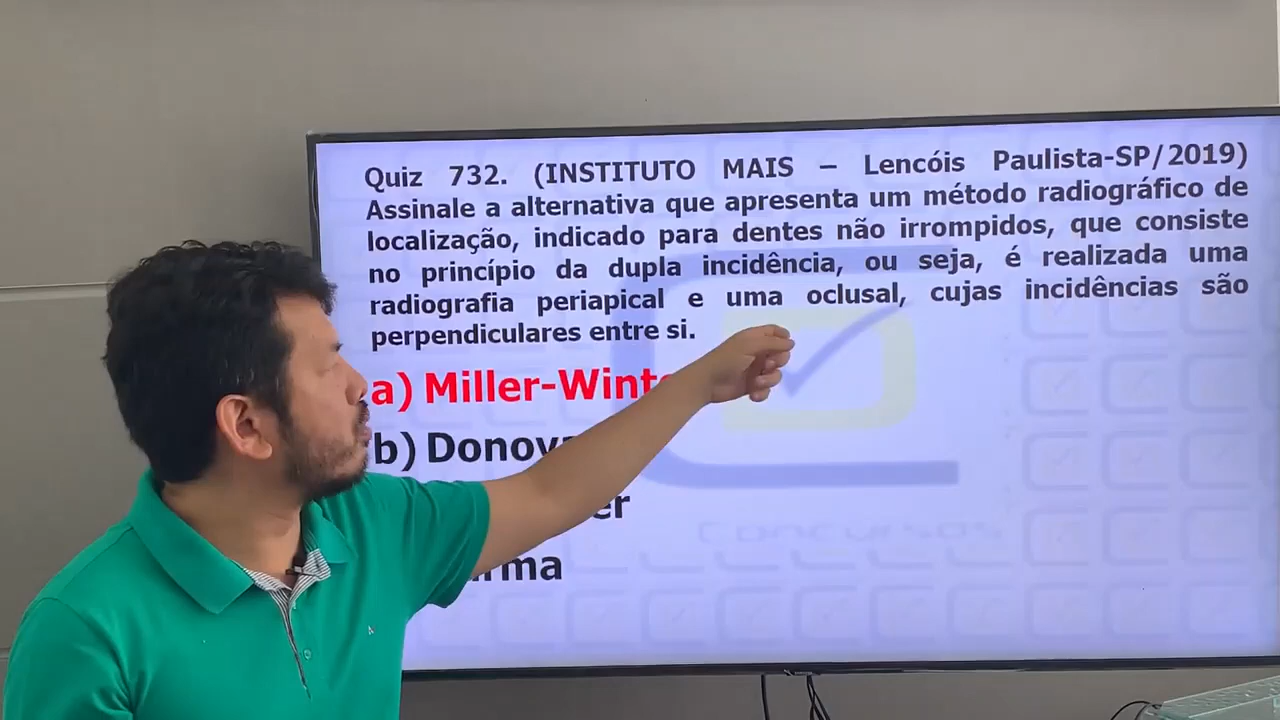 Quiz 732. (INSTITUTO MAIS – Lencóis Paulista-SP/2019)
Assinale a alternativa que apresenta um método radiográfico de
localização, indicado para dentes não irrompidos, que consiste
no princípio da dupla incidência, ou seja, é realizada uma
radiografia periapical e uma oclusal, cujas incidências são
perpendiculares entre si.
a) Miller-Winte
b) Donov
er
rma
Concursos